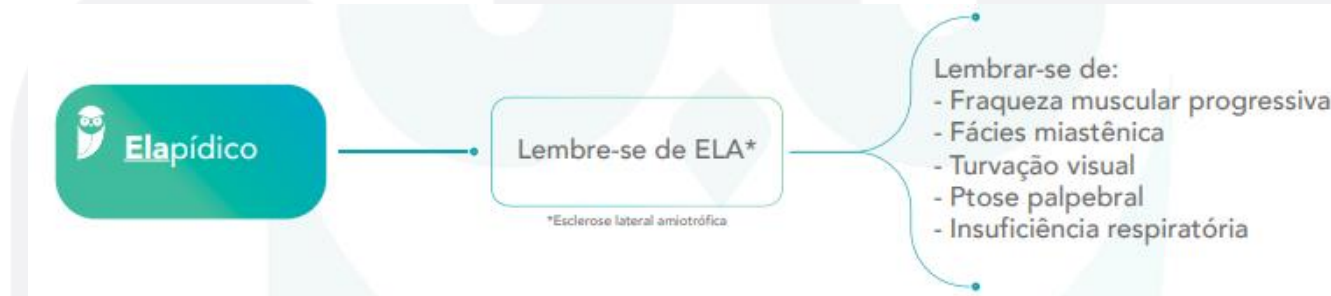 Elapídico
Lembre-se de ELA*
*Esclerose lateral amiotrófica
Lembrar-se de:
- Fraqueza muscular progressiva
- Fácies miastênica
- Turvação visual
- Ptose palpebral
- Insuficiência respiratória